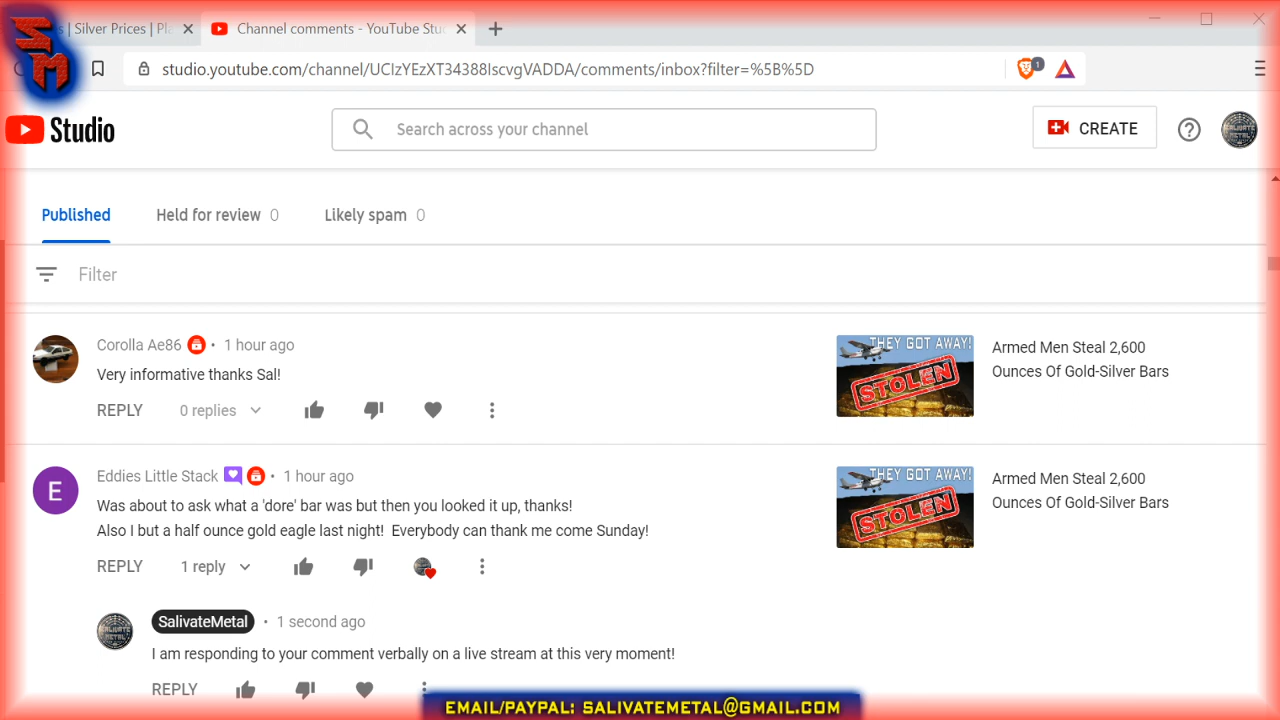 SM
Silver Prices | Pla
Channel comments - YouTube Stu
studio.youtube.com/channel/UCIzYEzXT34388IscvgVADDA/comments/inbox?filter=%5B%5D
1
Studio
Search across your channel
CREATE
Published
Held for review 0
Likely spam 0
Filter
Corolla Ae86 • 1 hour ago
Very informative thanks Sal!
REPLY
0 replies
THEY GOT AWAY!
STOLEN
Armed Men Steal 2,600
Ounces Of Gold-Silver Bars
E
Eddies Little Stack • 1 hour ago
Was about to ask what a 'dore' bar was but then you looked it up, thanks!
Also I but a half ounce gold eagle last night! Everybody can thank me come Sunday!
REPLY
1 reply
THEY GOT AWAY!
STOLEN
Armed Men Steal 2,600
Ounces Of Gold-Silver Bars
SALIVATE METAL
SalivateMetal • 1 second ago
I am responding to your comment verbally on a live stream at this very moment!
REPLY
EMAIL/PAYPAL: SALIVATEMETAL@GMAIL.COM